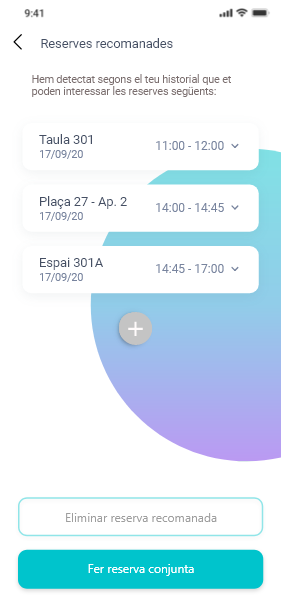 9:41
Reserves recomanades
Hem detectat segons el teu historial que et
poden interessar les reserves següents:
Taula 301
17/09/20
11:00 - 12:00
Plaça 27 - Ap. 2
17/09/20
14:00 - 14:45
Espai 301A
17/09/20
14:45 - 17:00
Eliminar reserva recomanada
Fer reserva conjunta